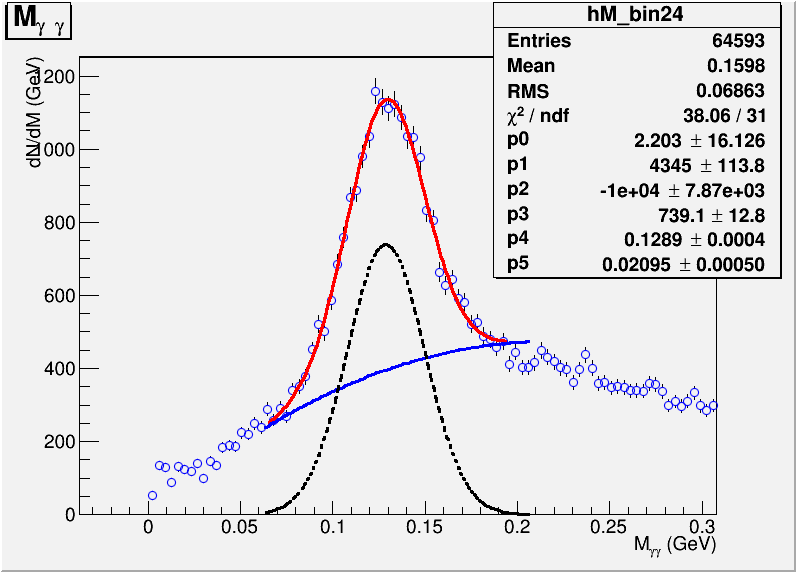 M γ γ
hM_bin24
Entries 64593
Mean 0.1598
RMS 0.06863
χ² / ndf 38.06 / 31
p0 2.203 ± 16.126
p1 4345 ± 113.8
p2 -1e+04 ± 7.87e+03
p3 739.1 ± 12.8
p4 0.1289 ± 0.0004
p5 0.02095 ± 0.00050
dN/dM (GeV)
1200
1000
800
600
400
200
0
0 0.05 0.1 0.15 0.2 0.25 0.3
Mγγ (GeV)